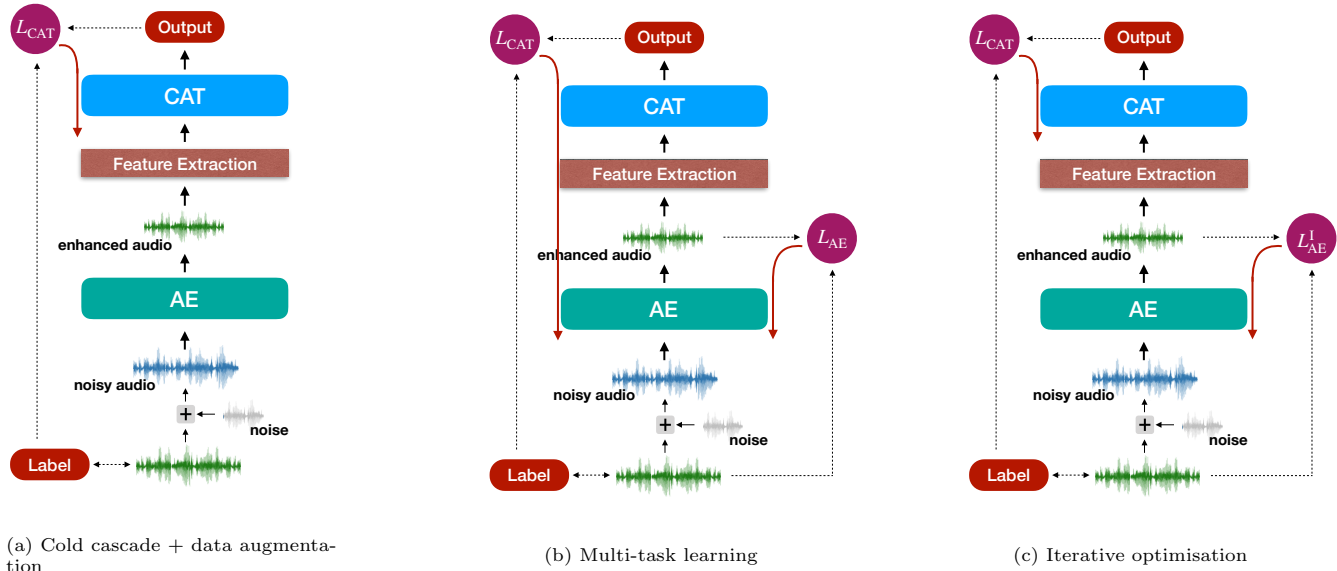 L_CAT
Output
CAT
Feature Extraction
enhanced audio
AE
noisy audio
+
noise
Label
(a) Cold cascade + data augmenta-
tion
L_CAT
Output
CAT
Feature Extraction
enhanced audio
L_AE
AE
noisy audio
+
noise
Label
(b) Multi-task learning
L_CAT
Output
CAT
Feature Extraction
enhanced audio
L^I_AE
AE
noisy audio
+
noise
Label
(c) Iterative optimisation